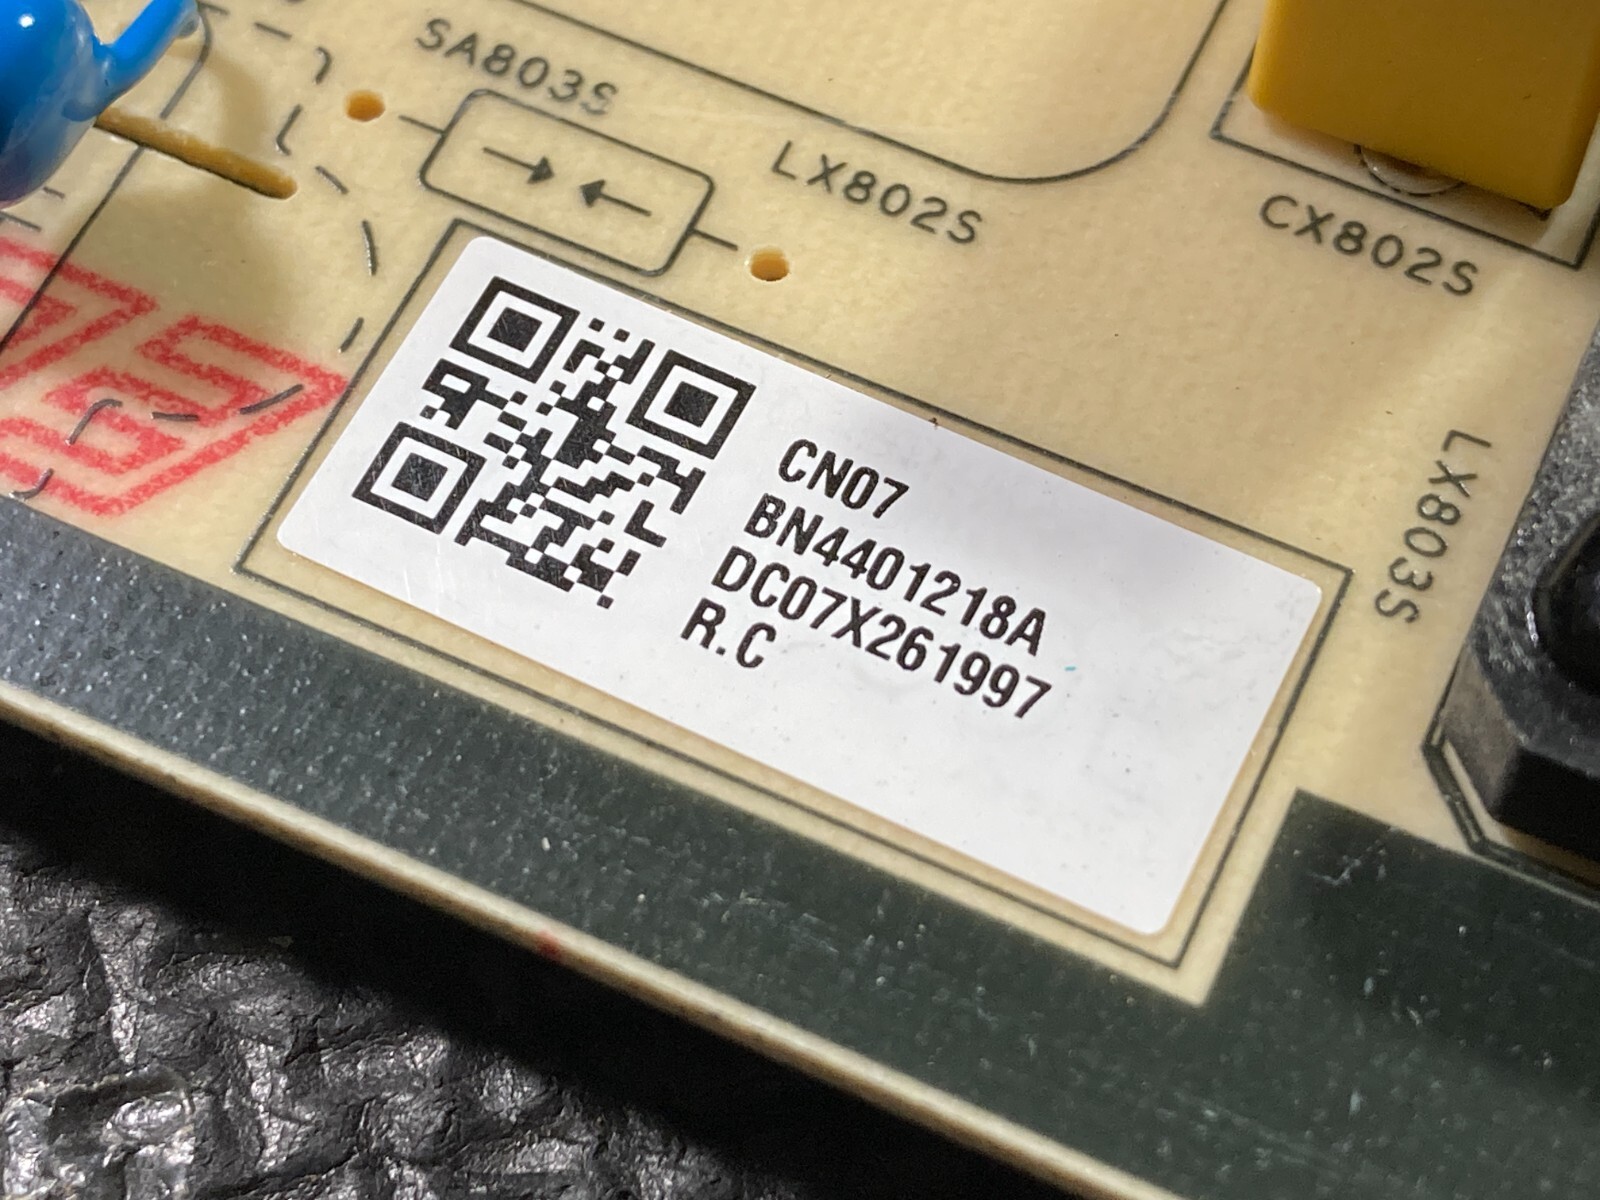 SA803S
LX802S
CX802S
CN07
BN4401218A
DC07X261997
R.C
LX803S